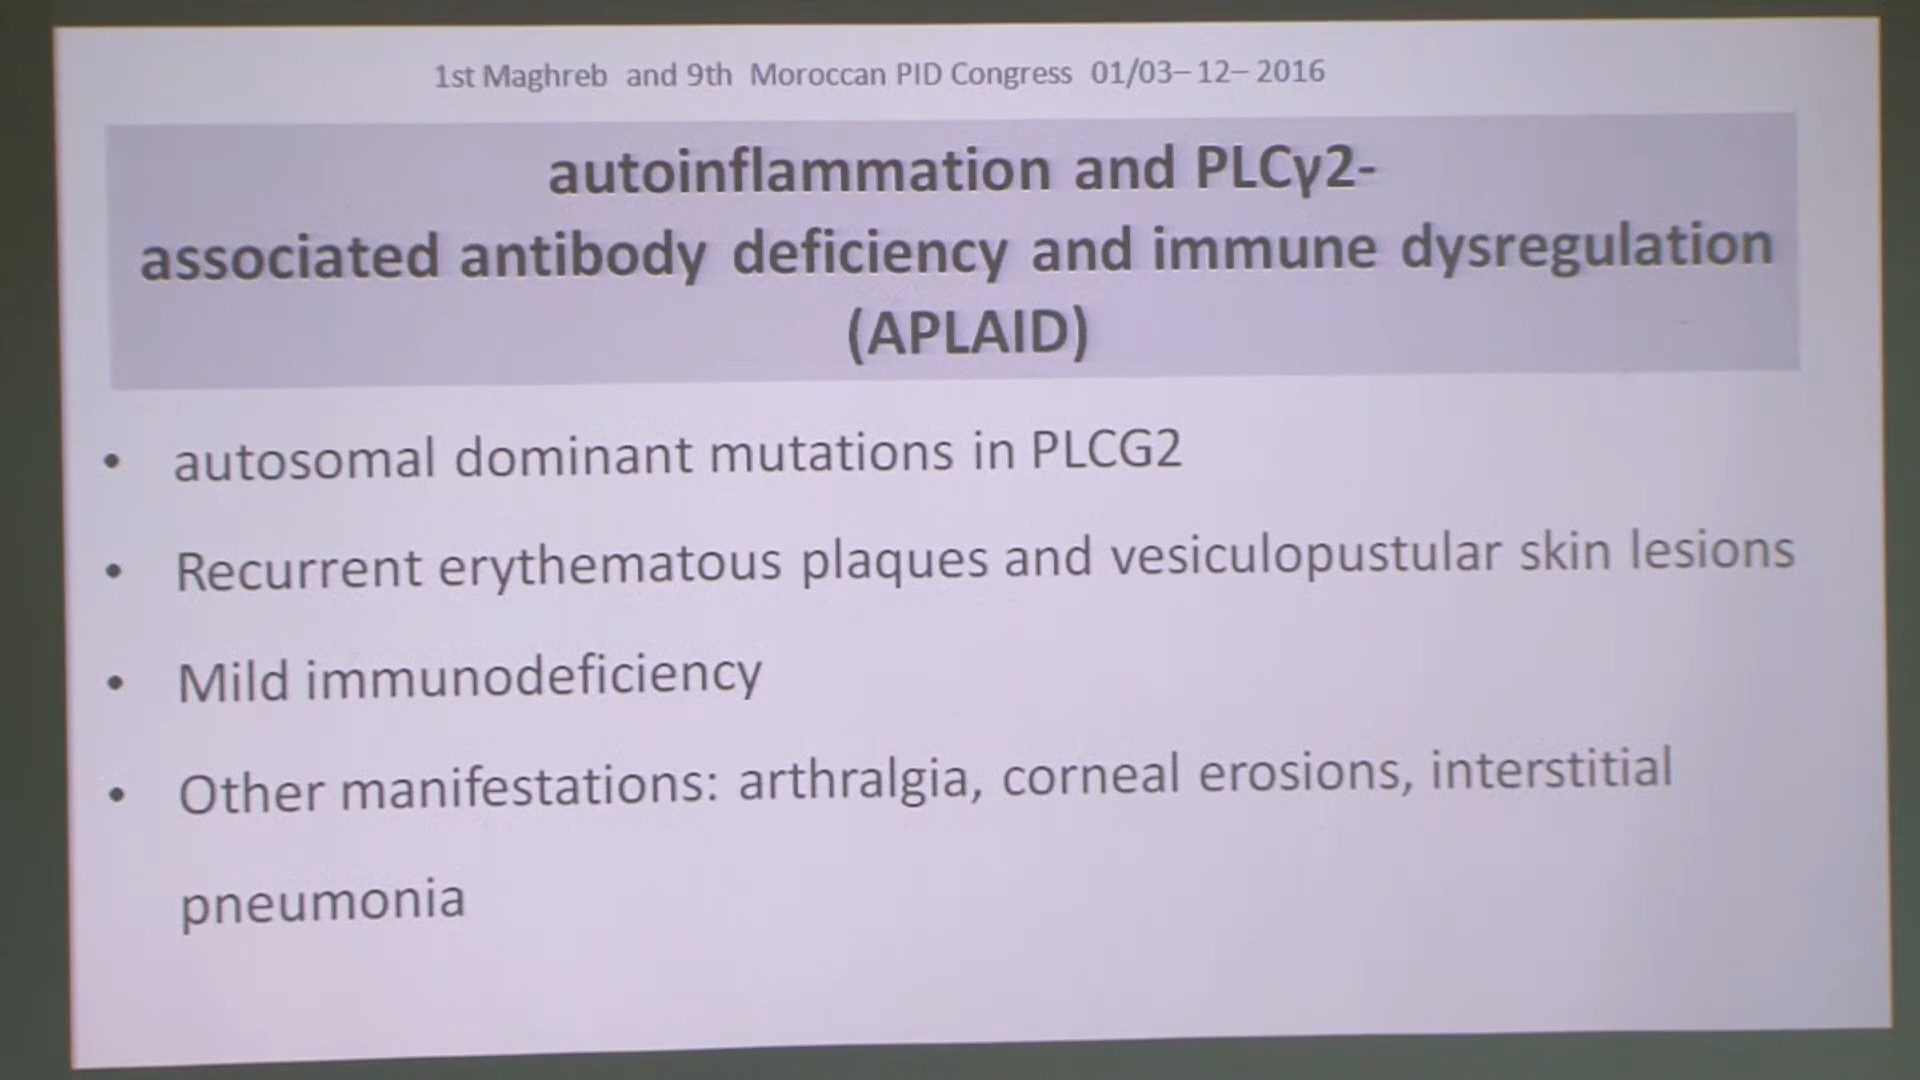 1st Maghreb and 9th Moroccan PID Congress 01/03–12–2016
autoinflammation and PLCγ2-
associated antibody deficiency and immune dysregulation
(APLAID)
• autosomal dominant mutations in PLCG2
• Recurrent erythematous plaques and vesiculopustular skin lesions
• Mild immunodeficiency
• Other manifestations: arthralgia, corneal erosions, interstitial
pneumonia